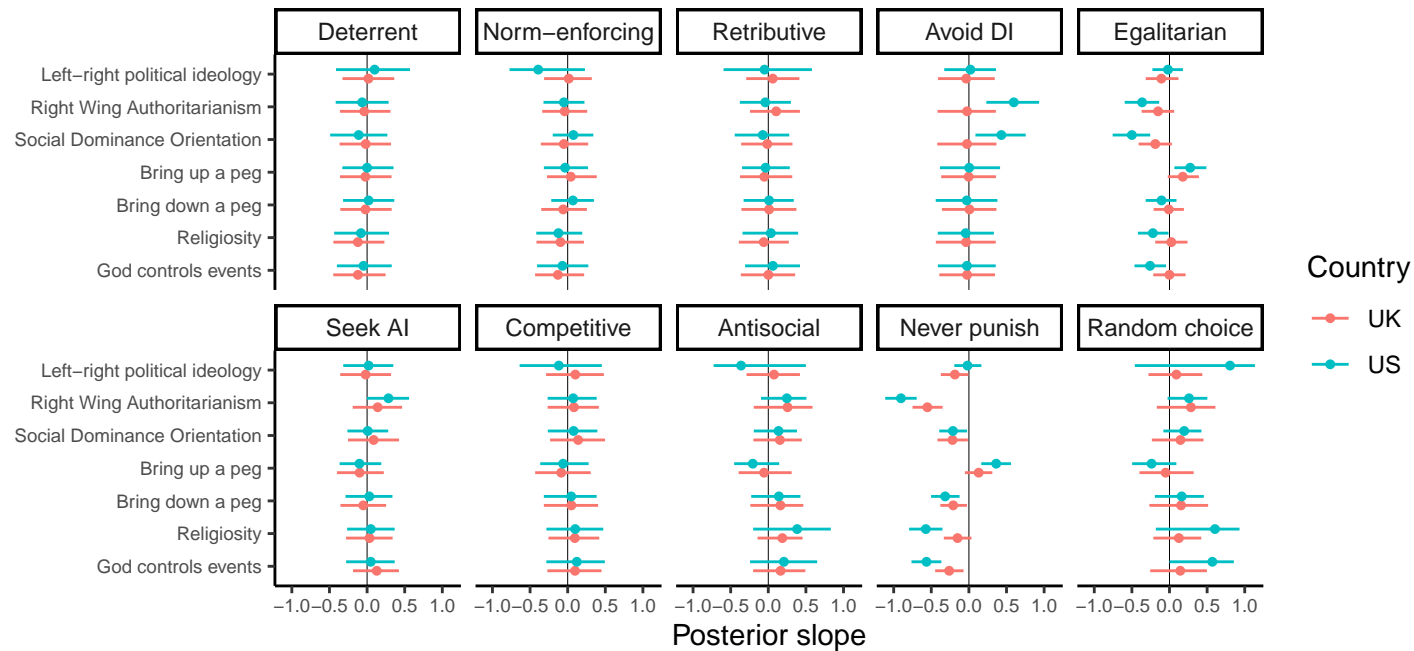 Deterrent Norm−enforcing Retributive Avoid DI Egalitarian
Left−right political ideology
Right Wing Authoritarianism
Social Dominance Orientation
Bring up a peg
Bring down a peg
Religiosity
God controls events
Seek AI Competitive Antisocial Never punish Random choice
Left−right political ideology
Right Wing Authoritarianism
Social Dominance Orientation
Bring up a peg
Bring down a peg
Religiosity
God controls events
−1.0 −0.5 0.0 0.5 1.0 −1.0 −0.5 0.0 0.5 1.0 −1.0 −0.5 0.0 0.5 1.0 −1.0 −0.5 0.0 0.5 1.0 −1.0 −0.5 0.0 0.5 1.0
Posterior slope
Country
UK
US